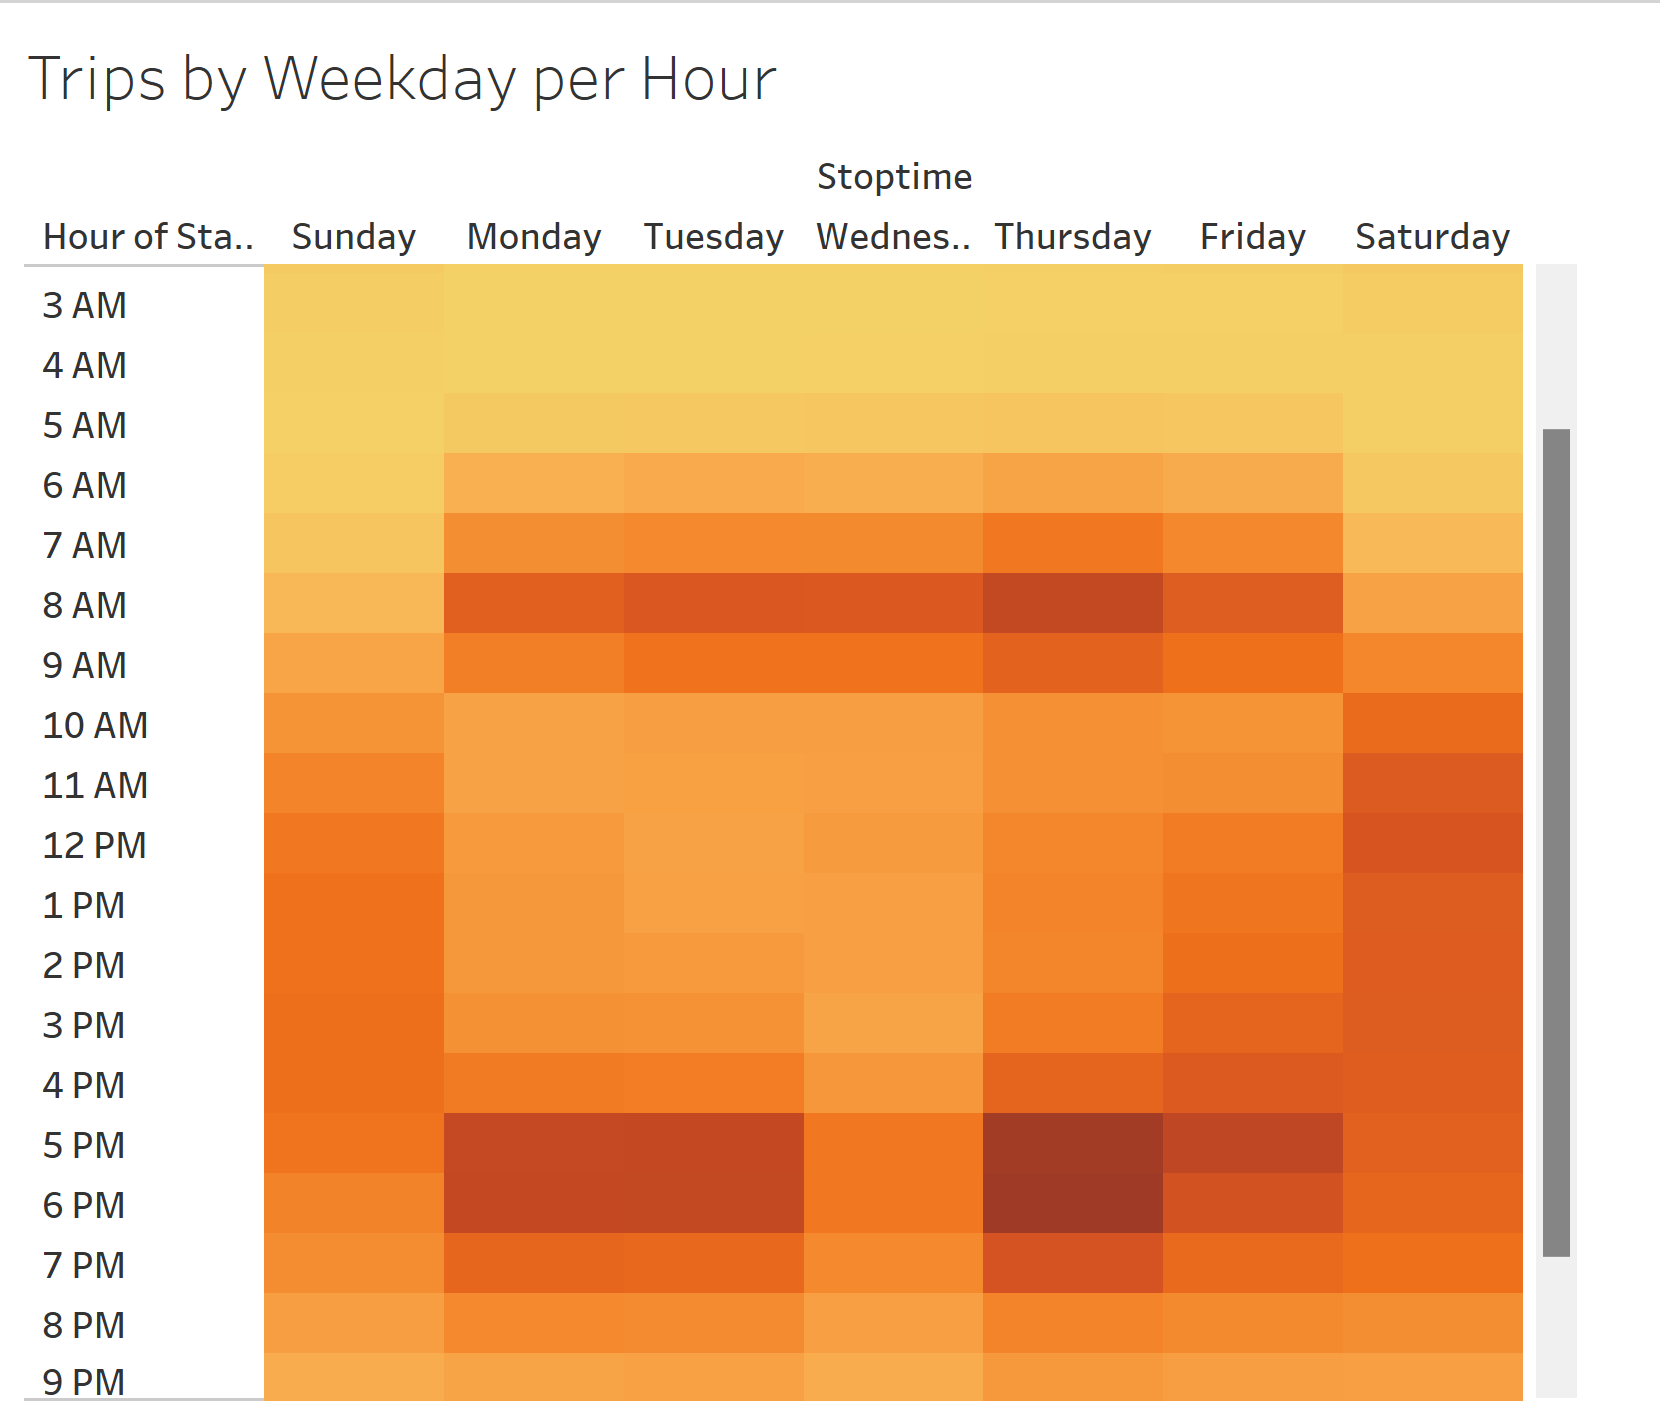 Trips by Weekday per Hour
Stoptime
Hour of Sta.. Sunday Monday Tuesday Wednes.. Thursday Friday Saturday
3 AM
4 AM
5 AM
6 AM
7 AM
8 AM
9 AM
10 AM
11 AM
12 PM
1 PM
2 PM
3 PM
4 PM
5 PM
6 PM
7 PM
8 PM
9 PM